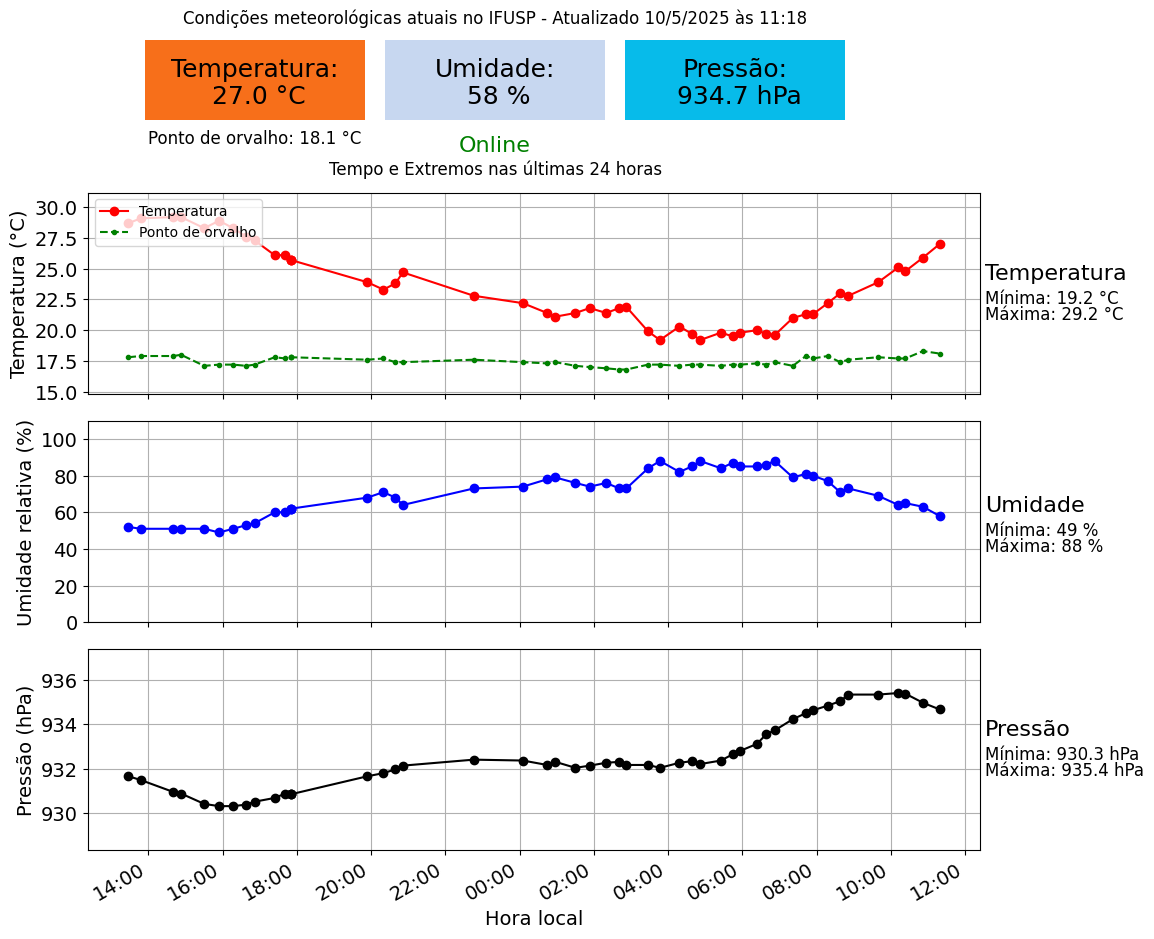 Condições meteorológicas atuais no IFUSP - Atualizado 10/5/2025 às 11:18
Temperatura:
27.0 °C
Umidade:
58 %
Pressão:
934.7 hPa
Ponto de orvalho: 18.1 °C
Online
Tempo e Extremos nas últimas 24 horas
Temperatura (°C)
30.0
27.5
25.0
22.5
20.0
17.5
15.0
Temperatura
Ponto de orvalho
Temperatura
Mínima: 19.2 °C
Máxima: 29.2 °C
Umidade relativa (%)
100
80
60
40
20
0
Umidade
Mínima: 49 %
Máxima: 88 %
Pressão (hPa)
936
934
932
930
Pressão
Mínima: 930.3 hPa
Máxima: 935.4 hPa
14:00 16:00 18:00 20:00 22:00 00:00 02:00 04:00 06:00 08:00 10:00 12:00
Hora local